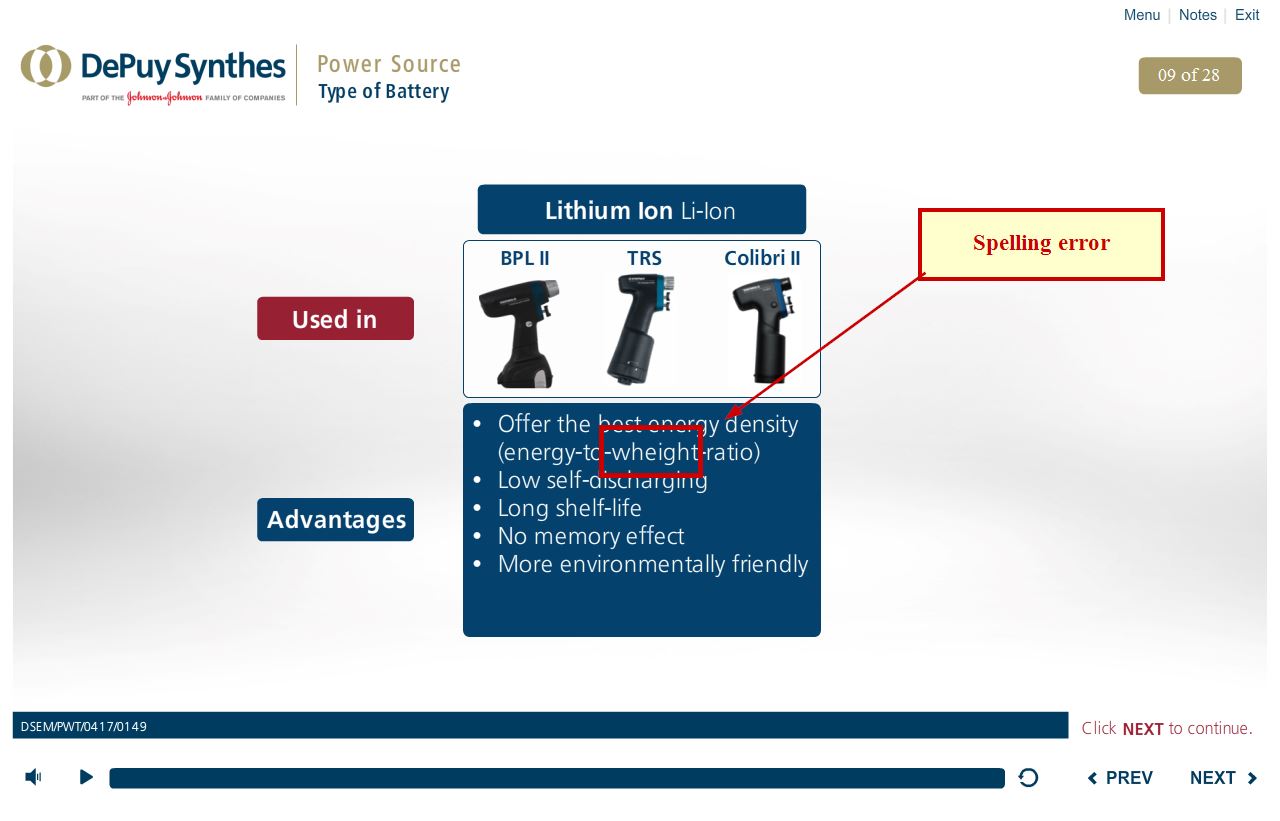 Menu | Notes | Exit
DePuy Synthes
PART OF THE Johnson & Johnson FAMILY OF COMPANIES
Power Source
Type of Battery
09 of 28
Lithium Ion Li-Ion
BPL II TRS Colibri II
Used in
Spelling error
• Offer the best energy density
(energy-to-wheight-ratio)
• Low self-discharging
• Long shelf-life
• No memory effect
• More environmentally friendly
Advantages
DSEM/PWT/0417/0149
Click NEXT to continue.
PREV NEXT